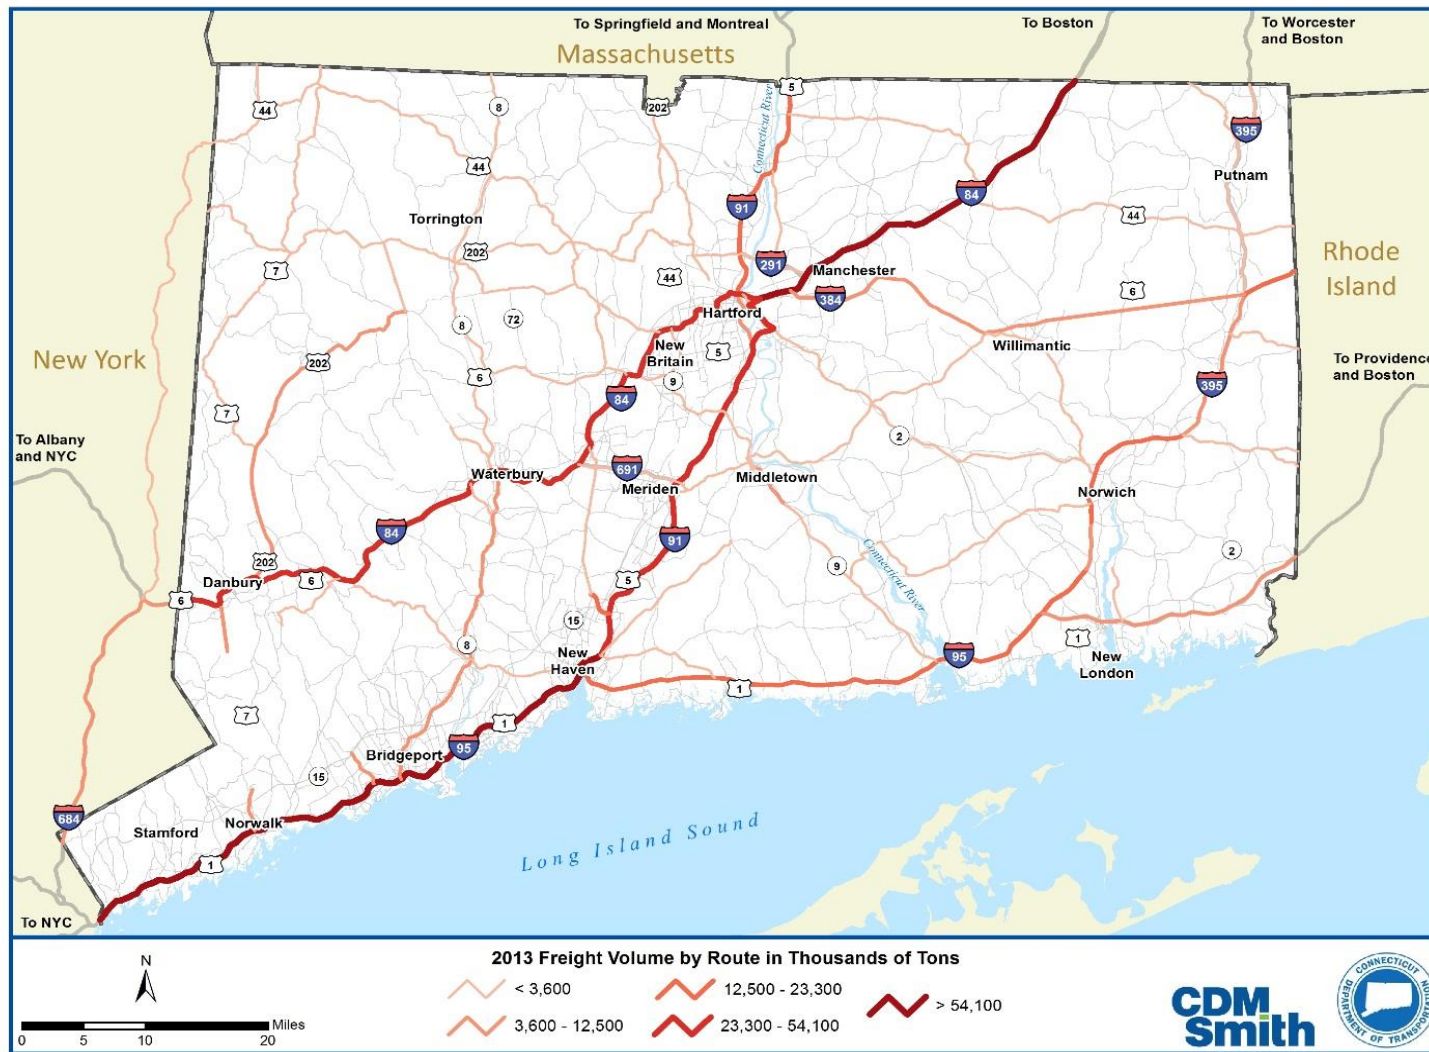 To Springfield and Montreal
To Boston
To Worcester
and Boston
Massachusetts
5
202
8
44
Connecticut River
395
44
91
84
Putnam
Torrington
44
202
291
Manchester
Rhode
Island
7
44
384
6
Hartford
8
72
New
Britain
5
Willimantic
New York
202
6
9
395
To Providence
and Boston
7
84
2
To Albany
and NYC
691
Waterbury
Meriden
Middletown
Norwich
84
91
Connecticut River
9
2
202
Danbury
6
6
5
15
8
1
New
Haven
95
New
London
7
1
1
Bridgeport
95
15
684
Stamford
Norwalk
1
Long Island Sound
To NYC
N
Miles
0 5 10 20
2013 Freight Volume by Route in Thousands of Tons
< 3,600
12,500 - 23,300
> 54,100
3,600 - 12,500
23,300 - 54,100
CDM
Smith
CONNECTICUT
DEPARTMENT OF TRANSPORTATION